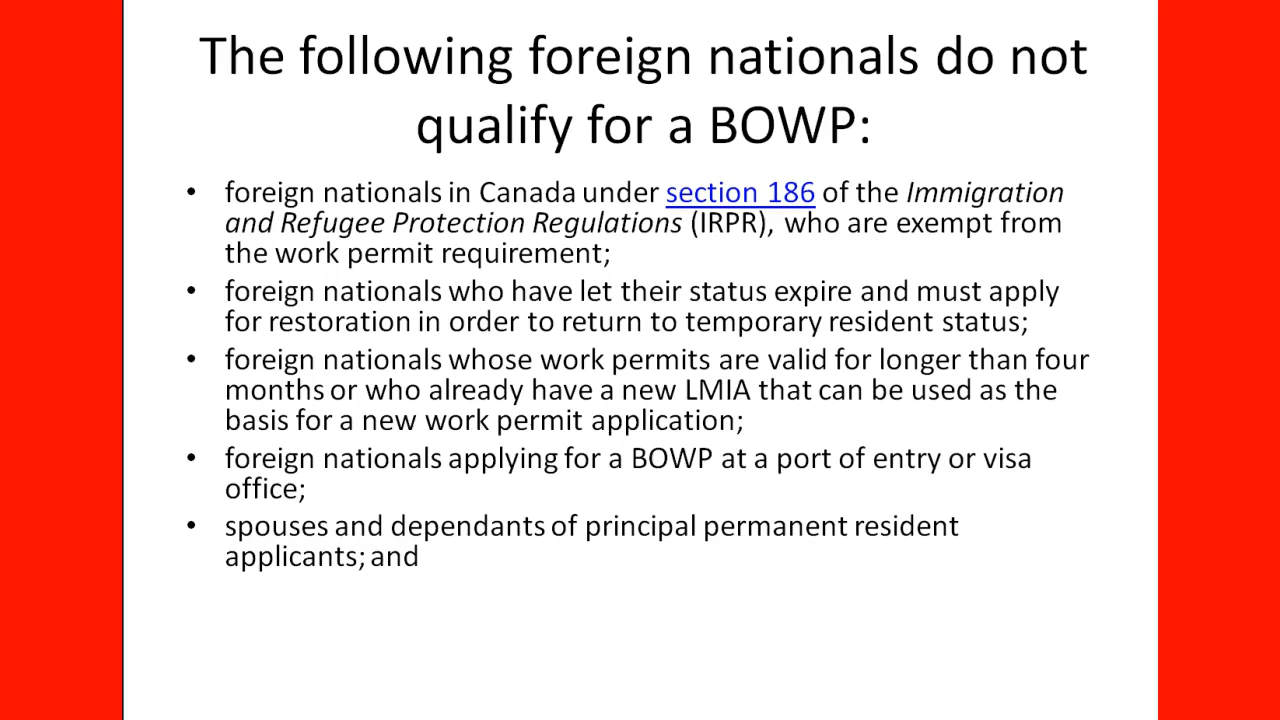 The following foreign nationals do not
qualify for a BOWP:
• foreign nationals in Canada under section 186 of the Immigration
and Refugee Protection Regulations (IRPR), who are exempt from
the work permit requirement;
• foreign nationals who have let their status expire and must apply
for restoration in order to return to temporary resident status;
• foreign nationals whose work permits are valid for longer than four
months or who already have a new LMIA that can be used as the
basis for a new work permit application;
• foreign nationals applying for a BOWP at a port of entry or visa
office;
• spouses and dependants of principal permanent resident
applicants; and